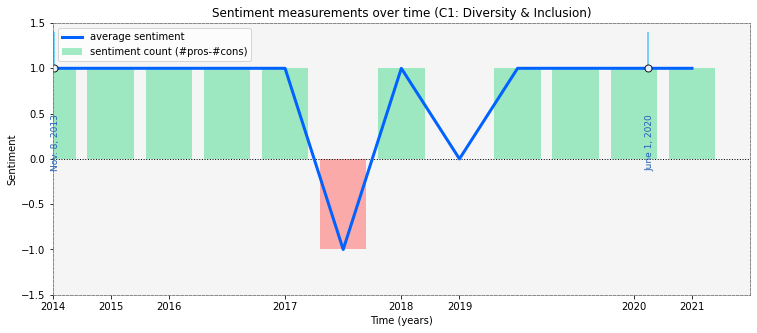 Sentiment measurements over time (C1: Diversity & Inclusion)
average sentiment
sentiment count (#pros-#cons)
1.5
1.0
0.5
0.0
−0.5
−1.0
−1.5
Sentiment
Nov. 8, 2013
June 1, 2020
2014
2015
2016
2017
2018
2019
2020
2021
Time (years)